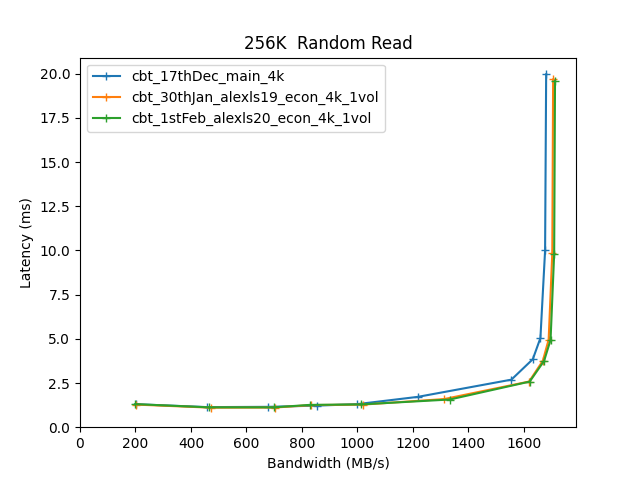 256K  Random Read
cbt_17thDec_main_4k
cbt_30thJan_alexls19_econ_4k_1vol
cbt_1stFeb_alexls20_econ_4k_1vol
Latency (ms)
20.0
17.5
15.0
12.5
10.0
7.5
5.0
2.5
0.0
0 200 400 600 800 1000 1200 1400 1600
Bandwidth (MB/s)